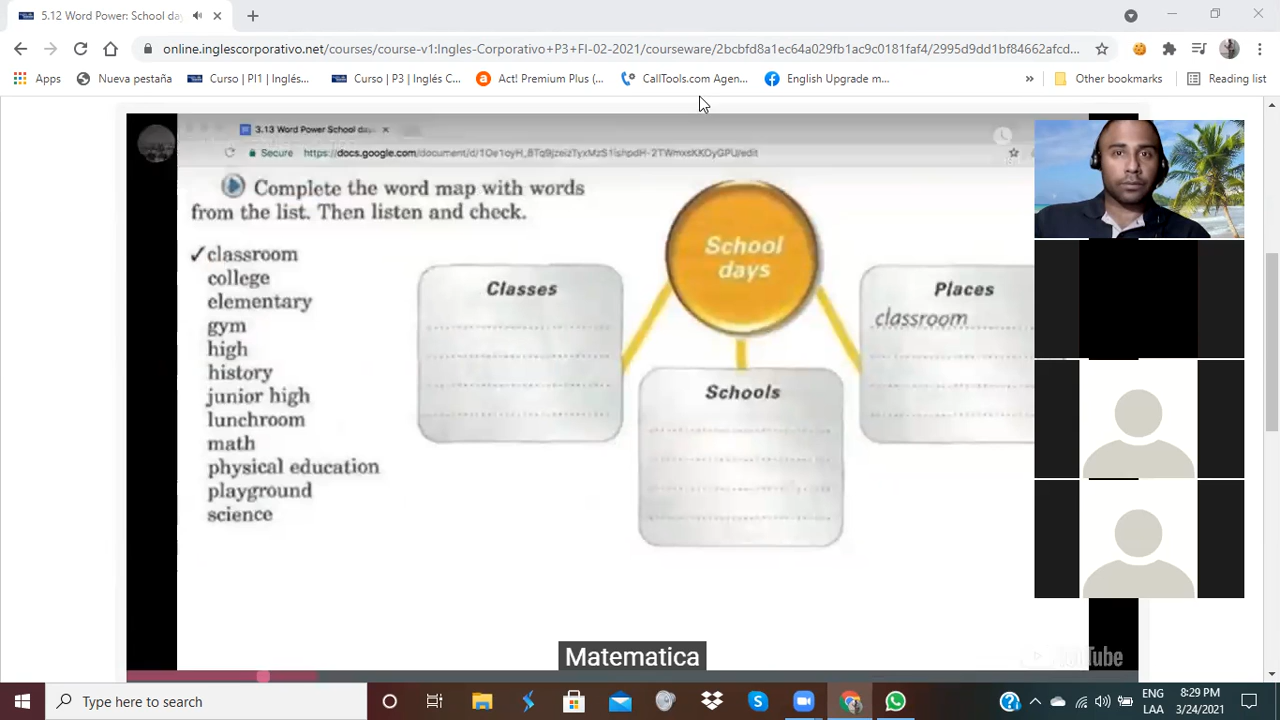 5.12 Word Power: School day
online.inglescorporativo.net/courses/course-v1:Ingles-Corporativo+P3+FI-02-2021/courseware/2bcbfd8a1ec64a029fb1ac9c0181faf4/2995d9dd1bf84662afcd...
Apps
Nueva pestaña
Curso | PI1 | Inglés...
Curso | P3 | Inglés C...
Act! Premium Plus (...
CallTools.com Agen...
English Upgrade m...
»
Other bookmarks
Reading list
3.13 Word Power School day
Secure
Complete the word map with words
from the list. Then listen and check.
✓classroom
college
elementary
gym
high
history
junior high
lunchroom
math
physical education
playground
science
Classes
School
days
Schools
Places
classroom
Matematica
YouTube
Type here to search
ENG
LAA
8:29 PM
3/24/2021